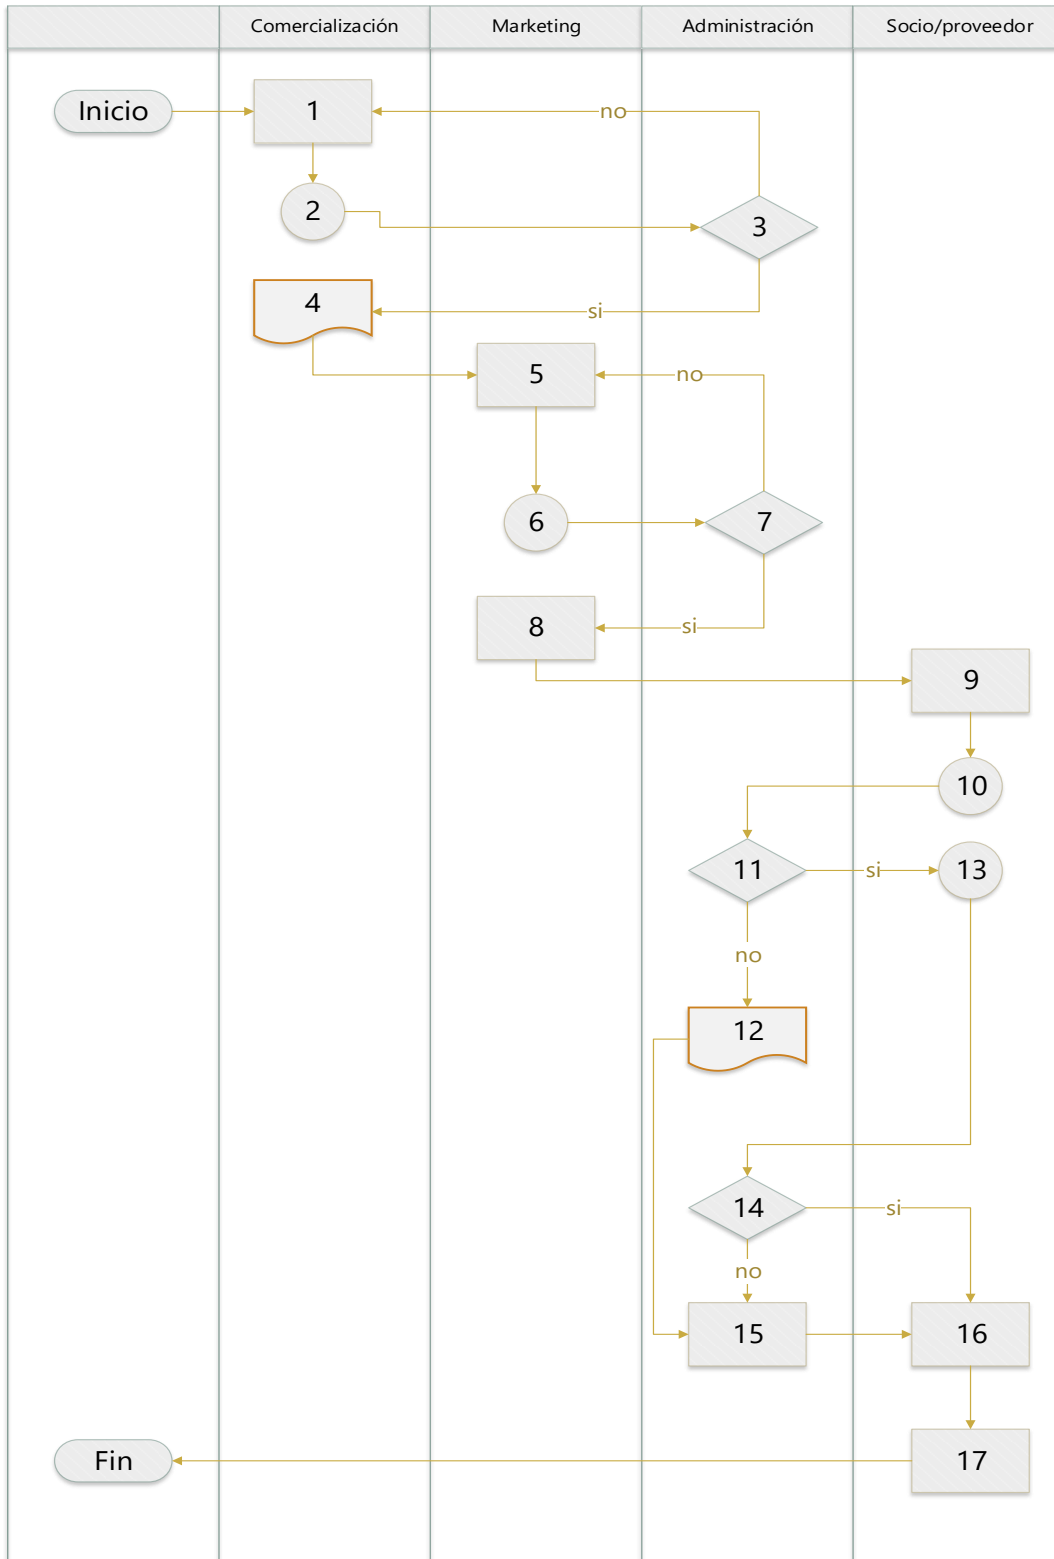 Comercialización
Marketing
Administración
Socio/proveedor
Inicio
1
no
2
3
4
si
5
no
6
7
8
si
9
10
11
si
13
no
12
14
si
no
15
16
Fin
17